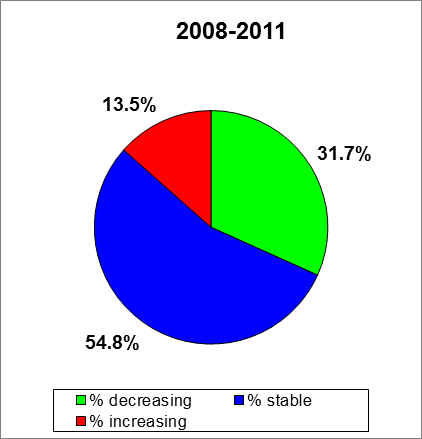 2008-2011
13.5%
31.7%
54.8%
% decreasing
% stable
% increasing